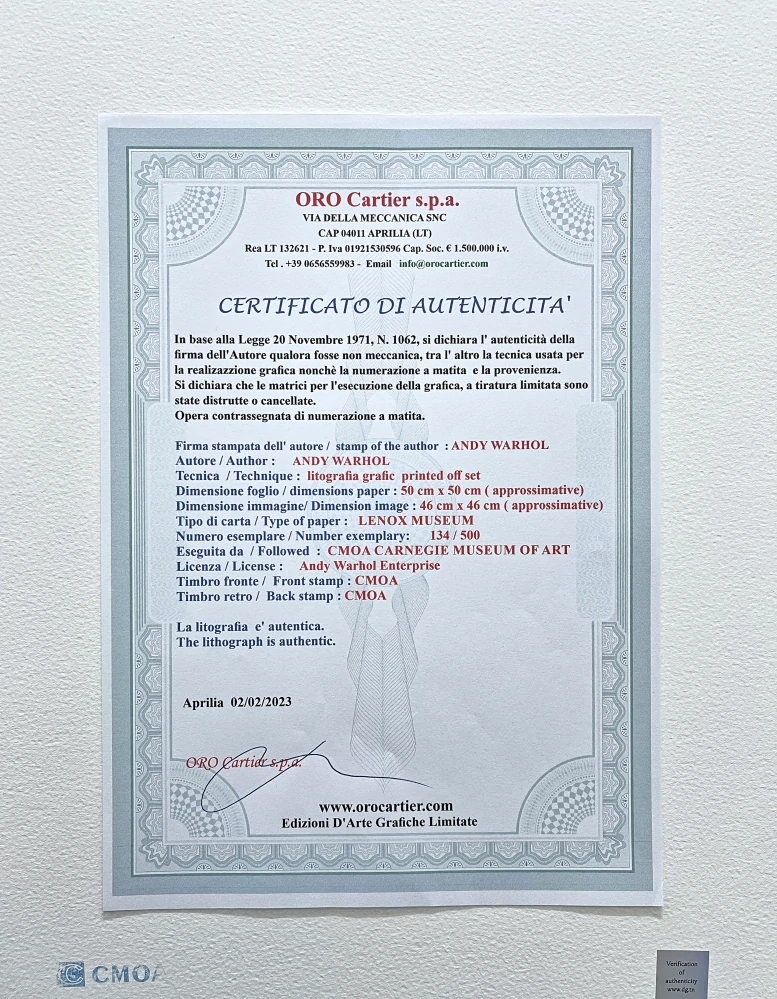 ORO Cartier s.p.a.
VIA DELLA MECCANICA SNC
CAP 04011 APRILIA (LT)
Rea LT 132621 - P. Iva 01921530596 Cap. Soc. € 1.500.000 i.v.
Tel . +39 0656559983 - Email info@orocartier.com
CERTIFICATO DI AUTENTICITA'
In base alla Legge 20 Novembre 1971, N. 1062, si dichiara l' autenticità della
firma dell'Autore qualora fosse non meccanica, tra l' altro la tecnica usata per
la realizazzione grafica nonchè la numerazione a matita e la provenienza.
Si dichiara che le matrici per l'esecuzione della grafica, a tiratura limitata sono
state distrutte o cancellate.
Opera contrassegnata di numerazione a matita.
Firma stampata dell' autore / stamp of the author : ANDY WARHOL
Autore / Author : ANDY WARHOL
Tecnica / Technique : litografia grafic printed off set
Dimensione foglio / dimensions paper : 50 cm x 50 cm ( approssimative)
Dimensione immagine/ Dimension image : 46 cm x 46 cm ( approssimative)
Tipo di carta / Type of paper : LENOX MUSEUM
Numero esemplare / Number exemplary: 134 / 500
Eseguita da / Followed : CMOA CARNEGIE MUSEUM OF ART
Licenza / License : Andy Warhol Enterprise
Timbro fronte / Front stamp : CMOA
Timbro retro / Back stamp : CMOA
La litografia e' autentica.
The lithograph is authentic.
Aprilia 02/02/2023
ORO Cartier s.p.a.
www.orocartier.com
Edizioni D'Arte Grafiche Limitate
CMOA
Verification
of
authenticity
www.dg.tn